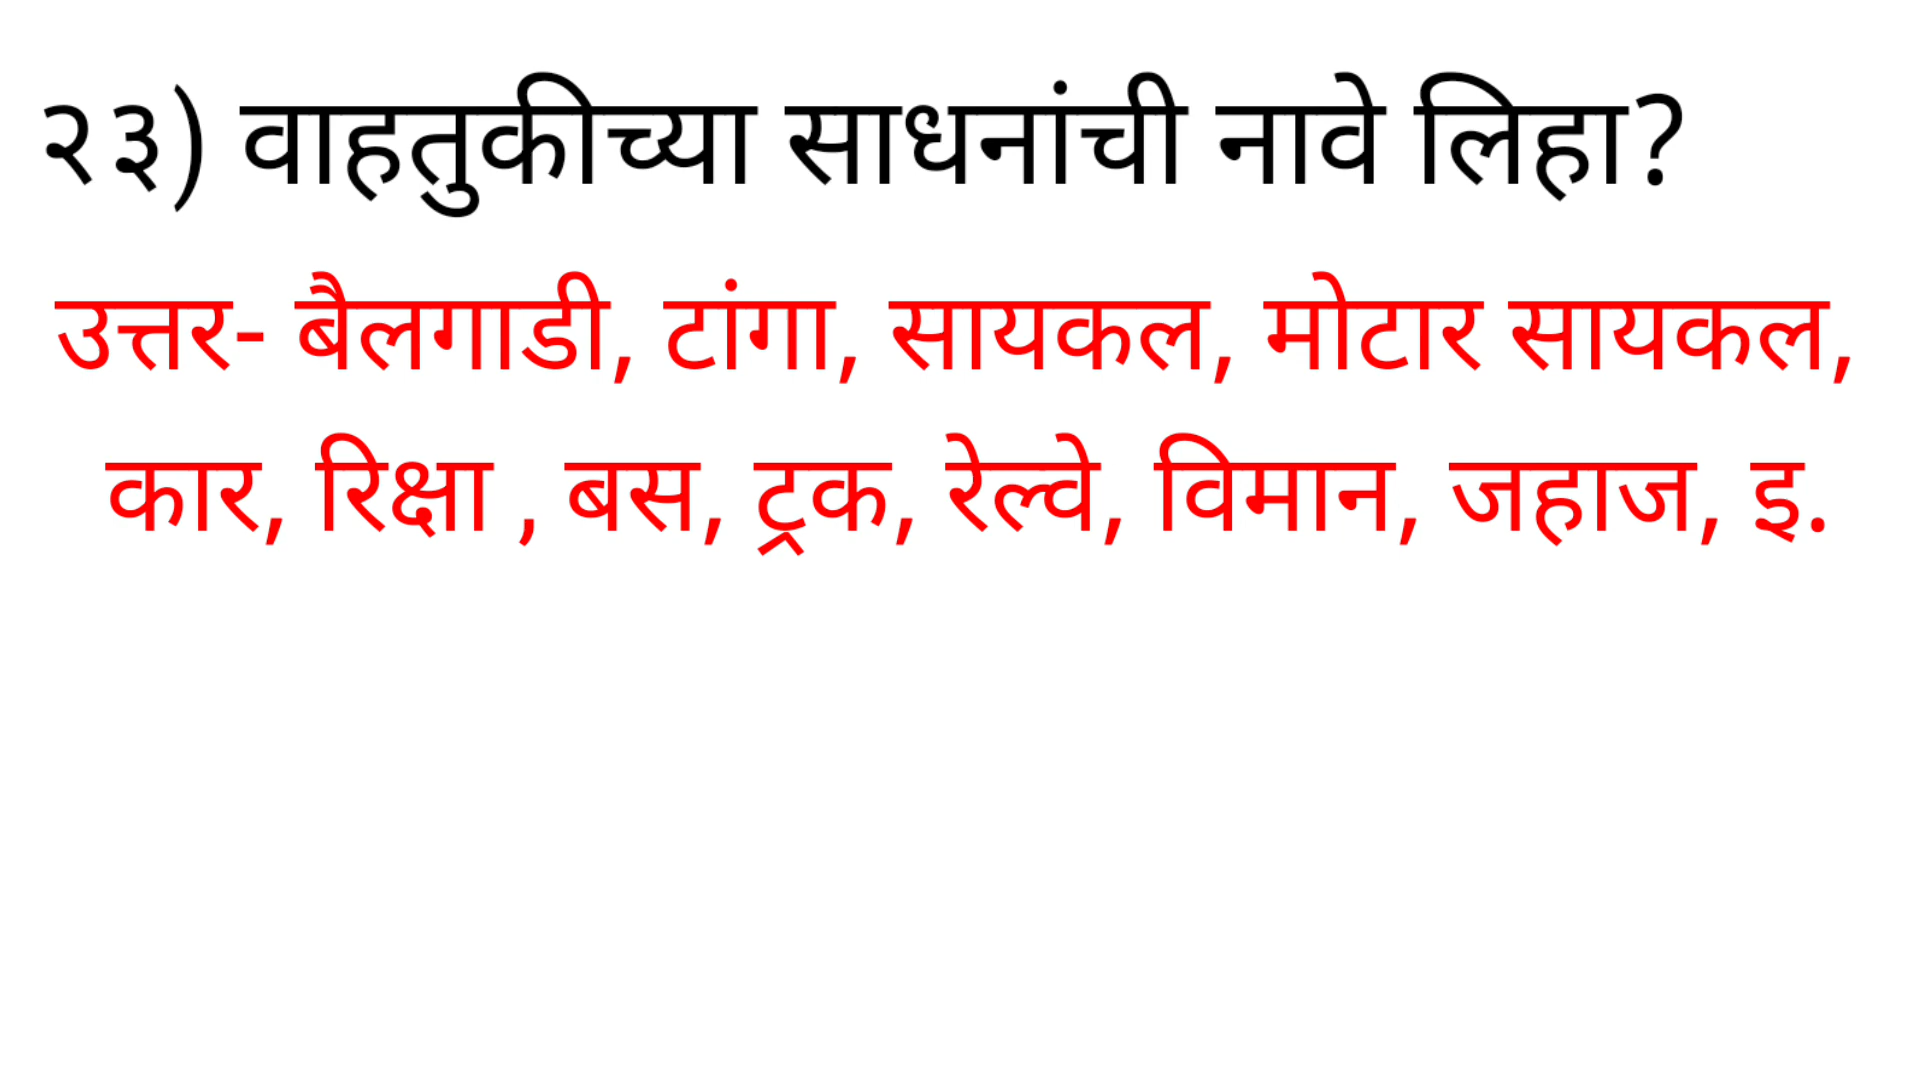 २३) वाहतुकीच्या साधनांची नावे लिहा?
उत्तर- बैलगाडी, टांगा, सायकल, मोटार सायकल,
कार, रिक्षा , बस, ट्रक, रेल्वे, विमान, जहाज, इ.